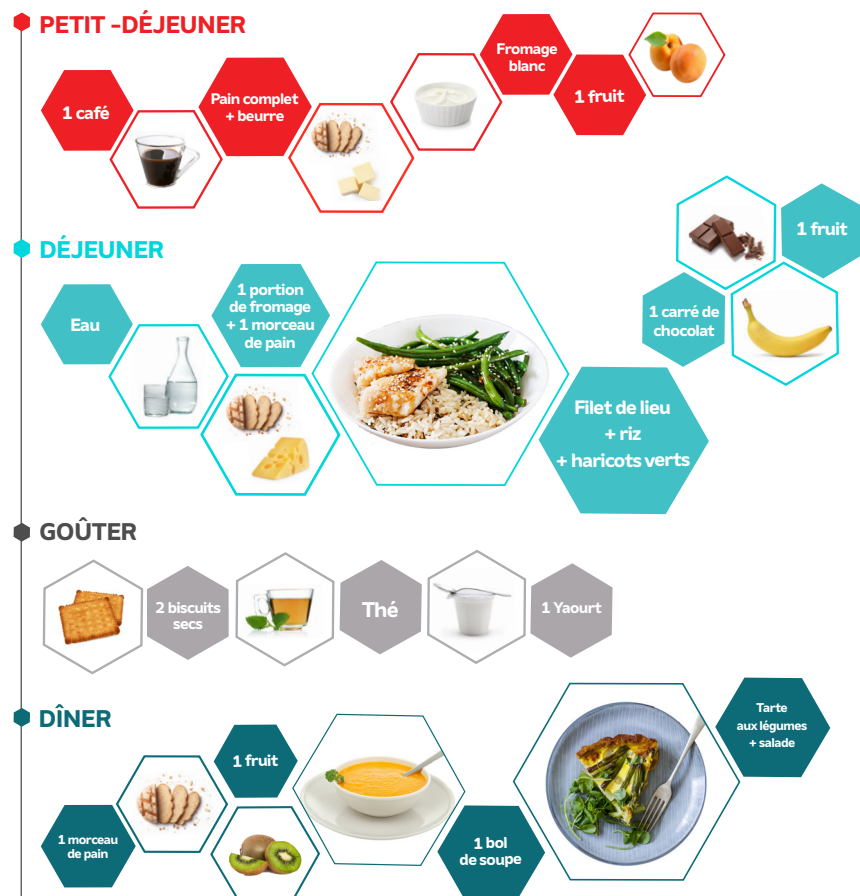 PETIT -DÉJEUNER
1 café
Pain complet
+ beurre
Fromage
blanc
1 fruit
DÉJEUNER
Eau
1 portion
de fromage
+ 1 morceau
de pain
Filet de lieu
+ riz
+ haricots verts
1 carré de
chocolat
1 fruit
GOÛTER
2 biscuits
secs
Thé
1 Yaourt
DÎNER
1 morceau
de pain
1 fruit
1 bol
de soupe
Tarte
aux légumes
+ salade